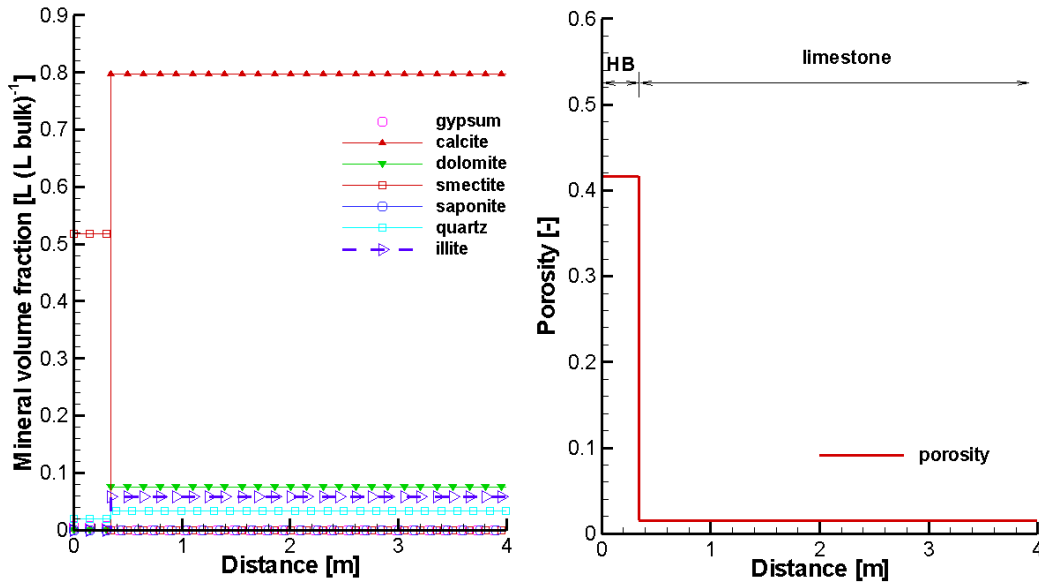 Mineral volume fraction [L (L bulk)⁻¹]
0.9
0.8
0.7
0.6
0.5
0.4
0.3
0.2
0.1
0
gypsum
calcite
dolomite
smectite
saponite
quartz
illite
0 1 2 3 4
Distance [m]
Porosity [-]
0.6
0.5
0.4
0.3
0.2
0.1
0
HB limestone
porosity
0 1 2 3 4
Distance [m]